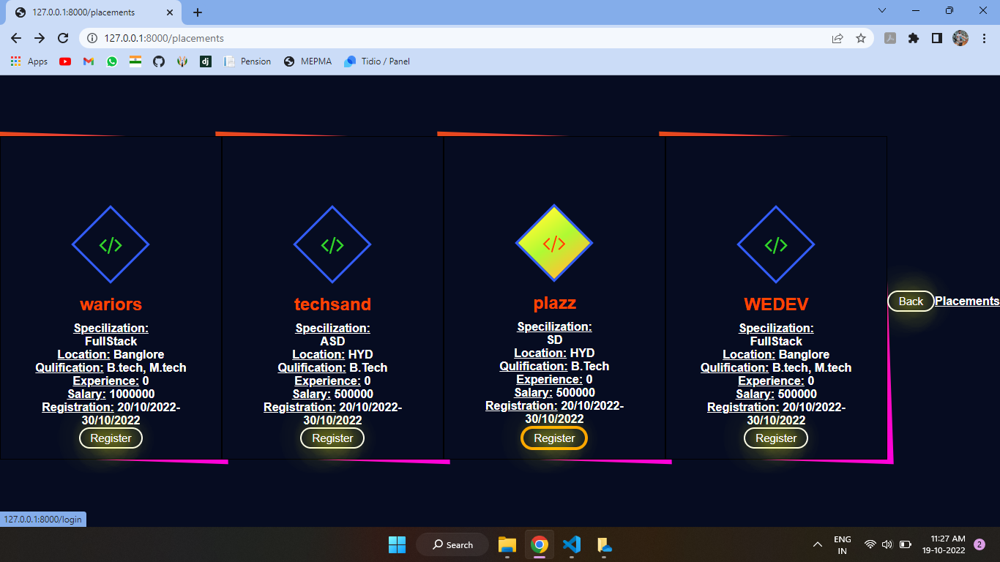 127.0.0.1:8000/placements
127.0.0.1:8000/placements
Apps
dj
Pension
MEPMA
Tidio / Panel
</>
wariors
Specilization:
FullStack
Location: Banglore
Qulification: B.tech, M.tech
Experience: 0
Salary: 1000000
Registration: 20/10/2022-
30/10/2022
Register
</>
techsand
Specilization:
ASD
Location: HYD
Qulification: B.Tech
Experience: 0
Salary: 500000
Registration: 20/10/2022-
30/10/2022
Register
</>
plazz
Specilization:
SD
Location: HYD
Qulification: B.Tech
Experience: 0
Salary: 500000
Registration: 20/10/2022-
30/10/2022
Register
</>
WEDEV
Specilization:
FullStack
Location: Banglore
Qulification: B.tech, M.tech
Experience: 0
Salary: 500000
Registration: 20/10/2022-
30/10/2022
Register
Back Placements
127.0.0.1:8000/login
Search
ENG
IN
11:27 AM
19-10-2022
2